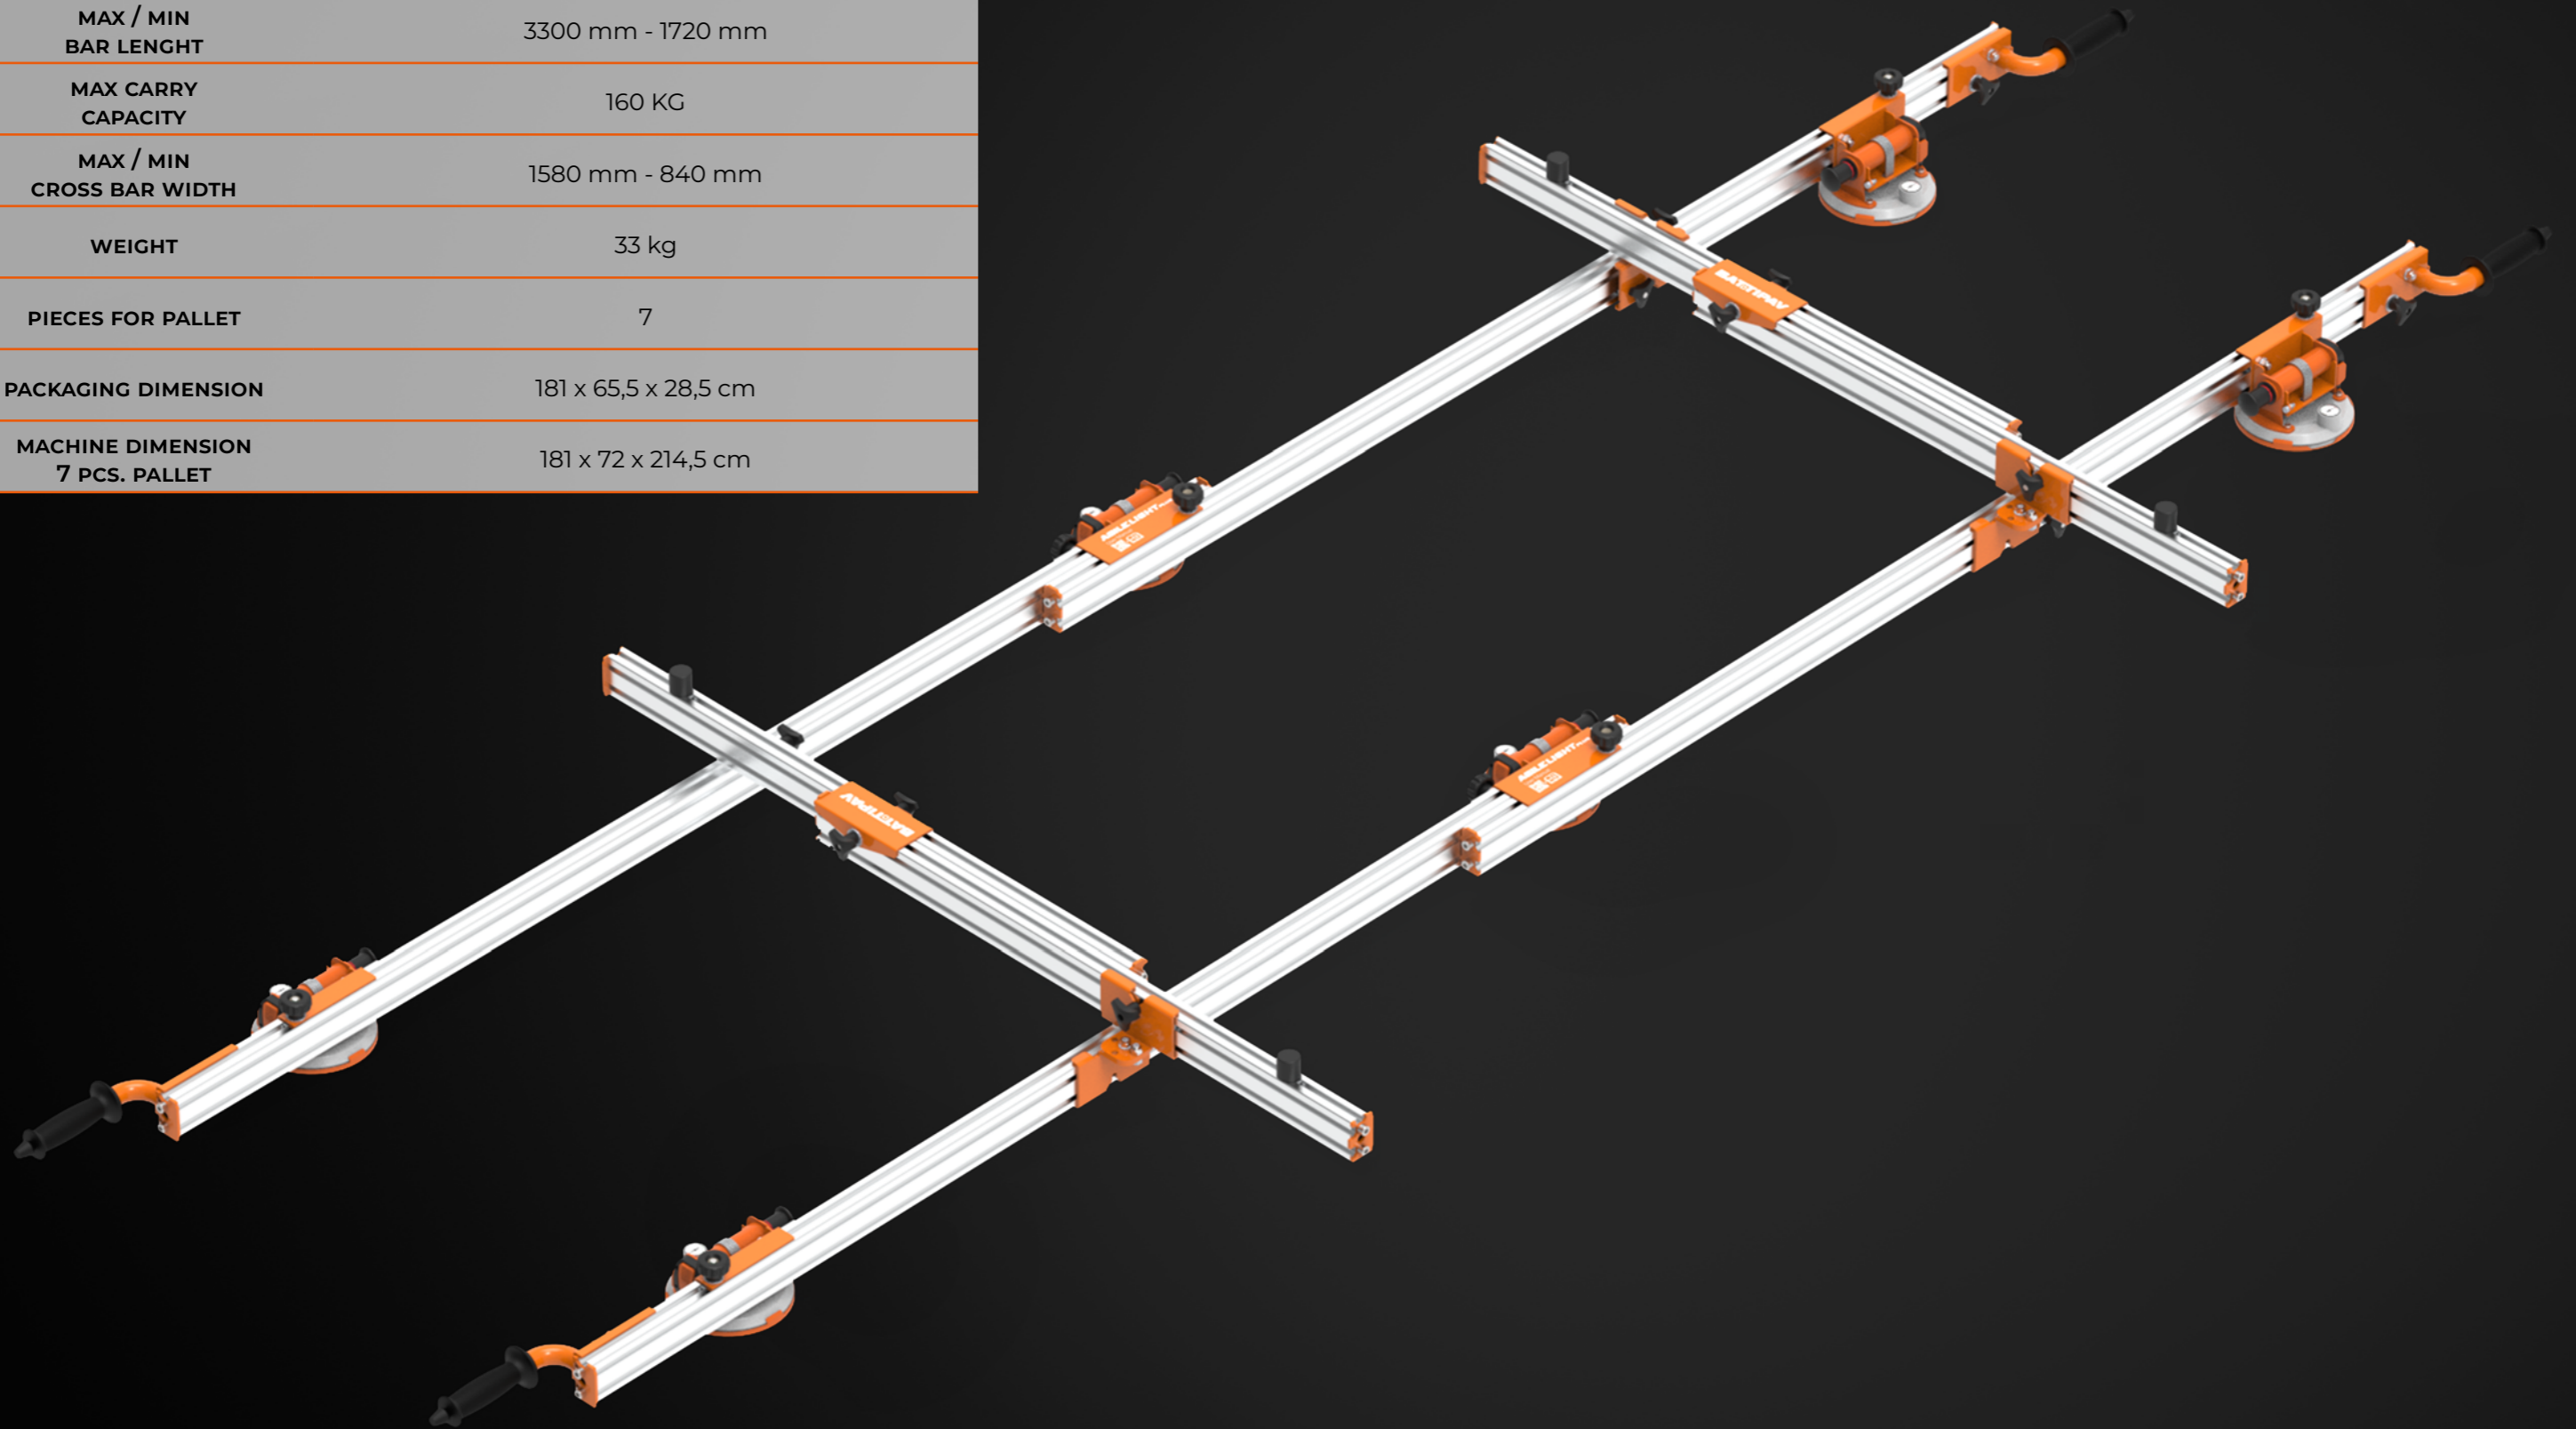 MAX / MIN
BAR LENGHT
3300 mm - 1720 mm
MAX CARRY
CAPACITY
160 KG
MAX / MIN
CROSS BAR WIDTH
1580 mm - 840 mm
WEIGHT
33 kg
PIECES FOR PALLET
7
PACKAGING DIMENSION
181 x 65,5 x 28,5 cm
MACHINE DIMENSION
7 PCS. PALLET
181 x 72 x 214,5 cm
BATTIPAV
BATTIPAV